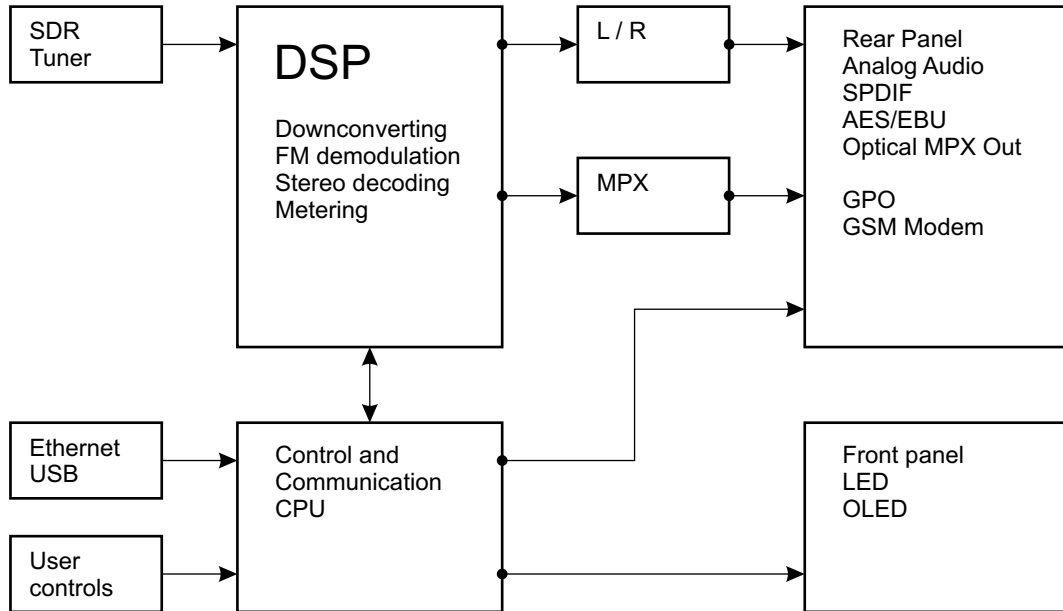 SDR
Tuner
DSP
Downconverting
FM demodulation
Stereo decoding
Metering
L / R
MPX
Rear Panel
Analog Audio
SPDIF
AES/EBU
Optical MPX Out
GPO
GSM Modem
Ethernet
USB
User
controls
Control and
Communication
CPU
Front panel
LED
OLED